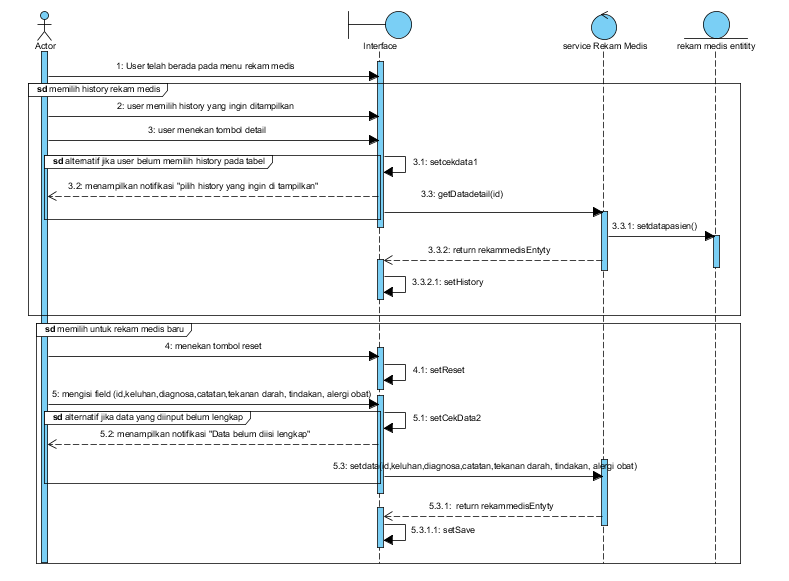 Actor
Interface
service Rekam Medis
rekam medis entitity
1: User telah berada pada menu rekam medis
sd memilih history rekam medis
2: user memilih history yang ingin ditampilkan
3: user menekan tombol detail
sd alternatif jika user belum memilih history pada tabel
3.1: setcekdata1
3.2: menampilkan notifikasi "pilih history yang ingin di tampilkan"
3.3: getDatadetail(id)
3.3.1: setdatapasien()
3.3.2: return rekammedisEntyty
3.3.2.1: setHistory
sd memilih untuk rekam medis baru
4: menekan tombol reset
4.1: setReset
5: mengisi field (id,keluhan,diagnosa,catatan,tekanan darah, tindakan, alergi obat)
sd alternatif jika data yang diinput belum lengkap
5.1: setCekData2
5.2: menampilkan notifikasi "Data belum diisi lengkap"
5.3: setdata(id,keluhan,diagnosa,catatan,tekanan darah, tindakan, alergi obat)
5.3.1: return rekammedisEntyty
5.3.1.1: setSave